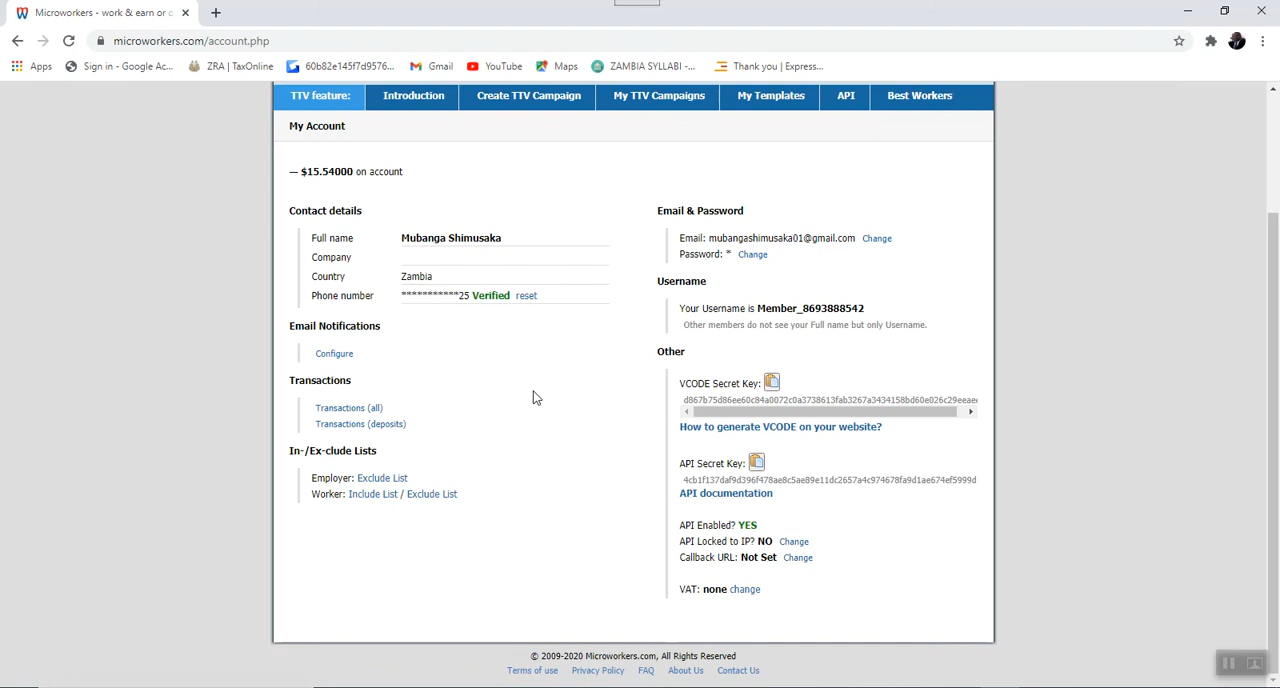 Microworkers - work & earn or o
microworkers.com/account.php
Apps
Sign in - Google Ac...
ZRA | TaxOnline
60b82e145f7d9576...
Gmail
YouTube
Maps
ZAMBIA SYLLABI -...
Thank you | Express...
TTV feature:
Introduction
Create TTV Campaign
My TTV Campaigns
My Templates
API
Best Workers
My Account
— $15.54000 on account
Contact details
Full name Mubanga Shimusaka
Company
Country Zambia
Phone number ***********25 Verified reset
Email Notifications
Configure
Transactions
Transactions (all)
Transactions (deposits)
In-/Ex-clude Lists
Employer: Exclude List
Worker: Include List / Exclude List
Email & Password
Email: mubangashimusaka01@gmail.com Change
Password: * Change
Username
Your Username is Member_8693888542
Other members do not see your Full name but only Username.
Other
VCODE Secret Key:
d867b75d86ee60c84a0072c0a3738613fab3267a3434158bd60e026c29eeae
How to generate VCODE on your website?
API Secret Key:
4cb1f137daf9d396f478ae8c5ae89e11dc2657a4c974678fa9d1ae674ef5999d
API documentation
API Enabled? YES
API Locked to IP? NO Change
Callback URL: Not Set Change
VAT: none change
© 2009-2020 Microworkers.com, All Rights Reserved
Terms of use Privacy Policy FAQ About Us Contact Us